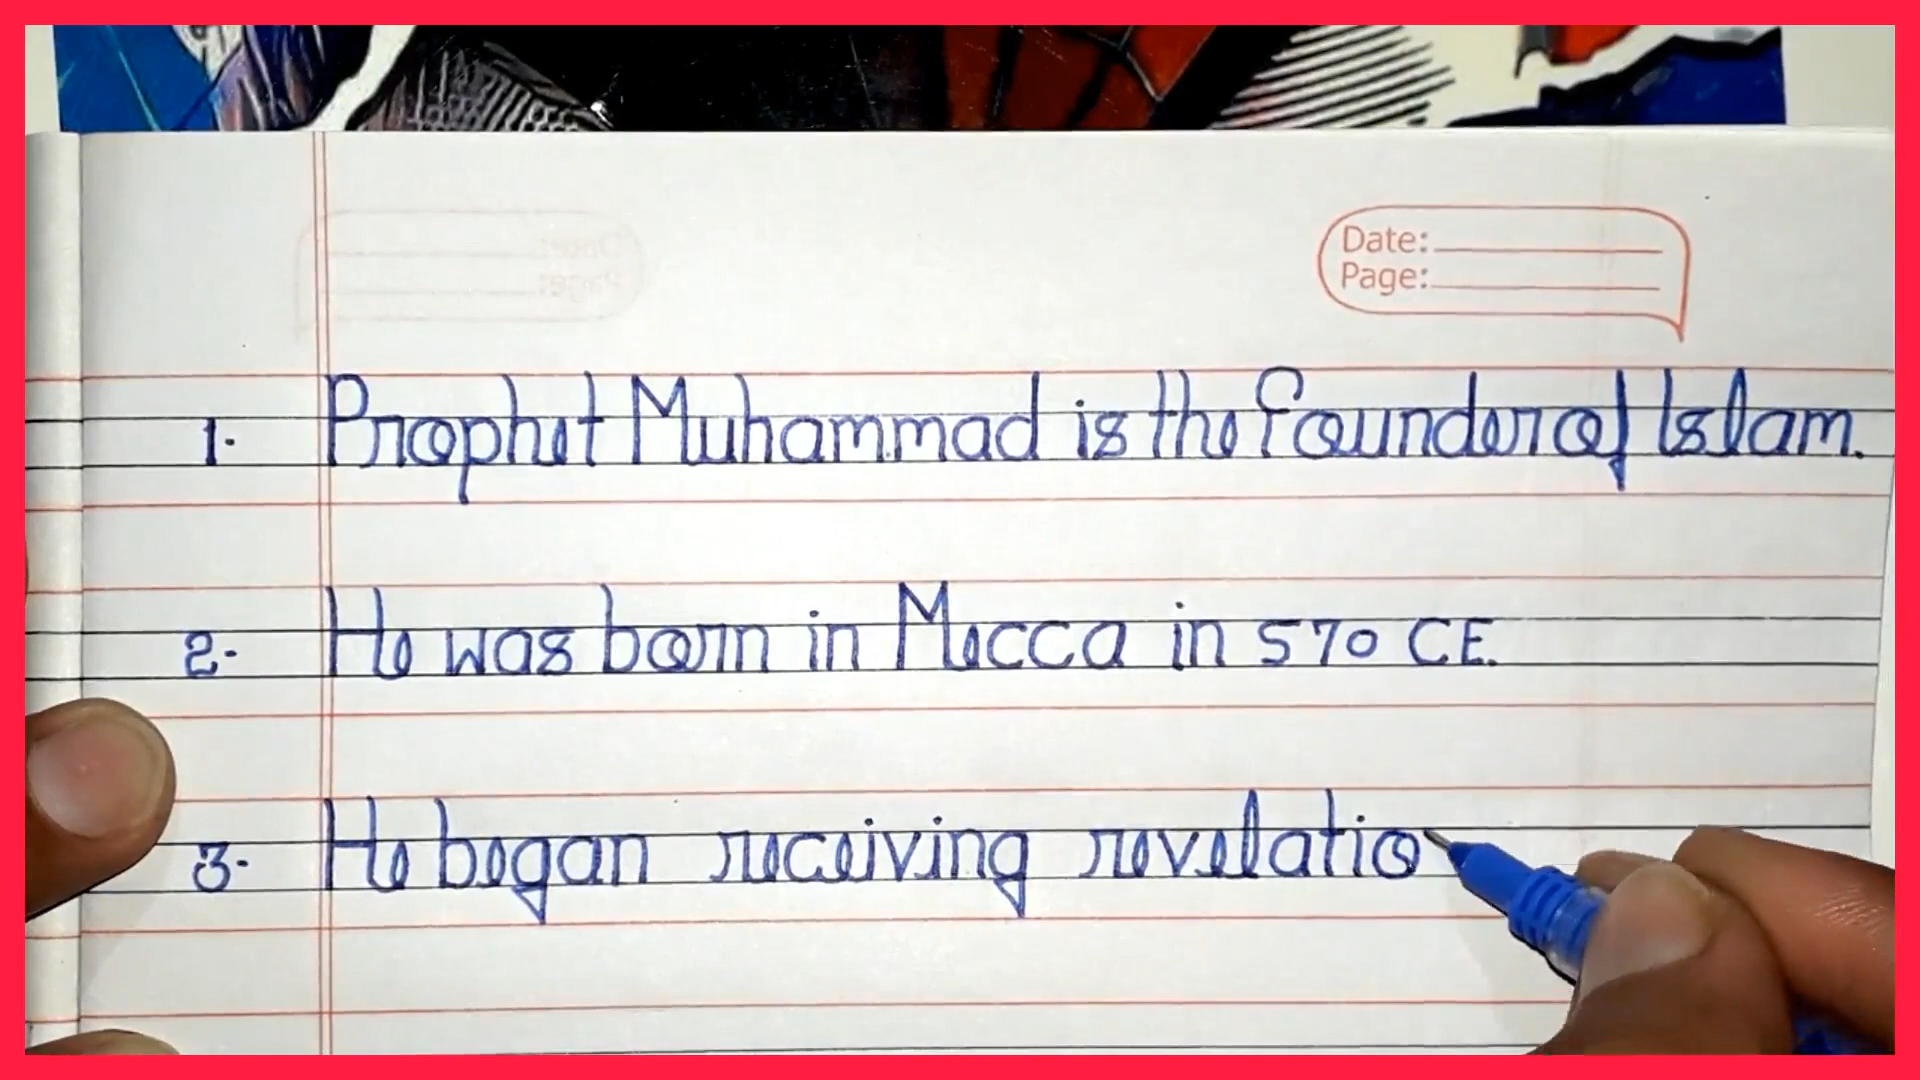 Date:
Page:
1. Prophet Muhammad is the founder of Islam.
2. He was born in Mecca in 570 CE.
3. He began receiving revelatio